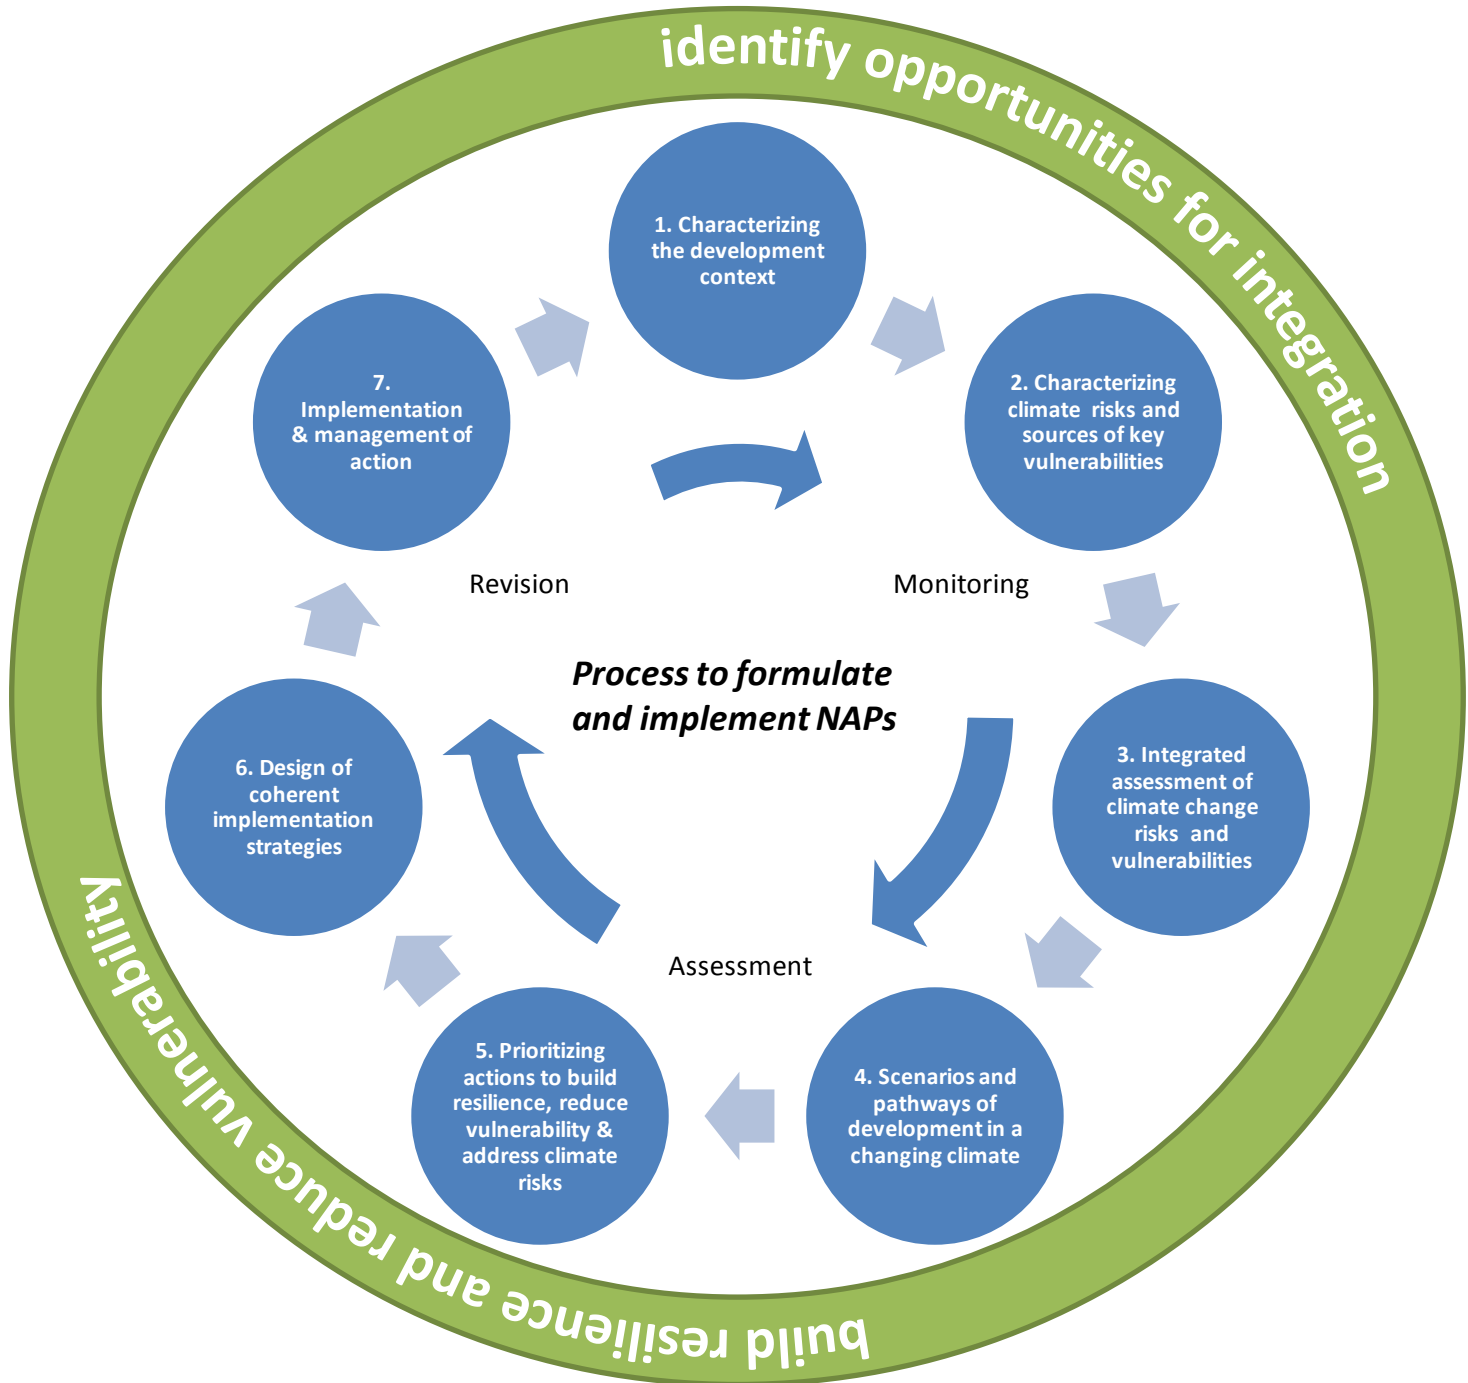 identify opportunities for integration
1. Characterizing
the development
context
2. Characterizing
climate risks and
sources of key
vulnerabilities
3. Integrated
assessment of
climate change
risks and
vulnerabilities
4. Scenarios and
pathways of
development in a
changing climate
5. Prioritizing
actions to build
resilience, reduce
vulnerability &
address climate
risks
6. Design of
coherent
implementation
strategies
7.
Implementation
& management of
action
Revision
Monitoring
Process to formulate
and implement NAPs
Assessment
build resilience and reduce vulnerability